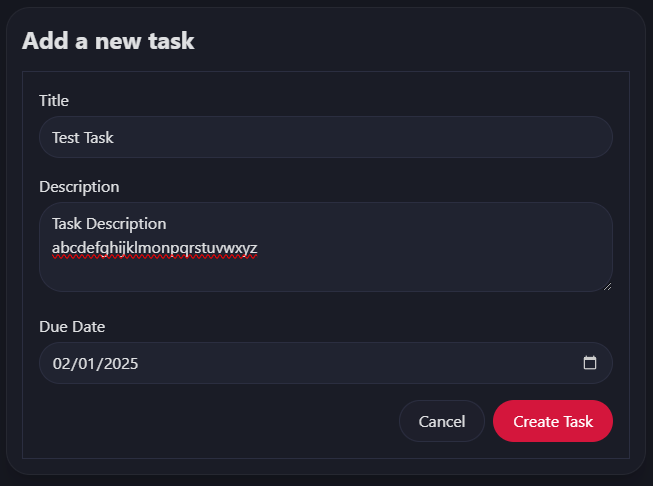 Add a new task
Title
Test Task
Description
Task Description
abcdefghijklmonpqrstuvwxyz
Due Date
02/01/2025
Cancel
Create Task